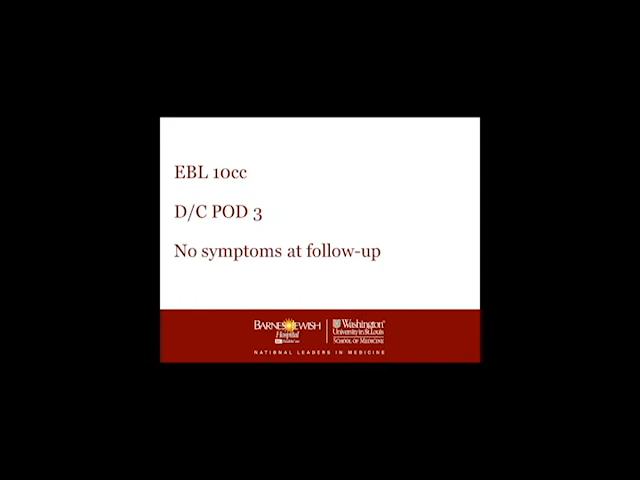 EBL 10cc
D/C POD 3
No symptoms at follow-up
BARNES JEWISH
Hospital
Washington
University in St. Louis
SCHOOL OF MEDICINE
NATIONAL LEADERS IN MEDICINE